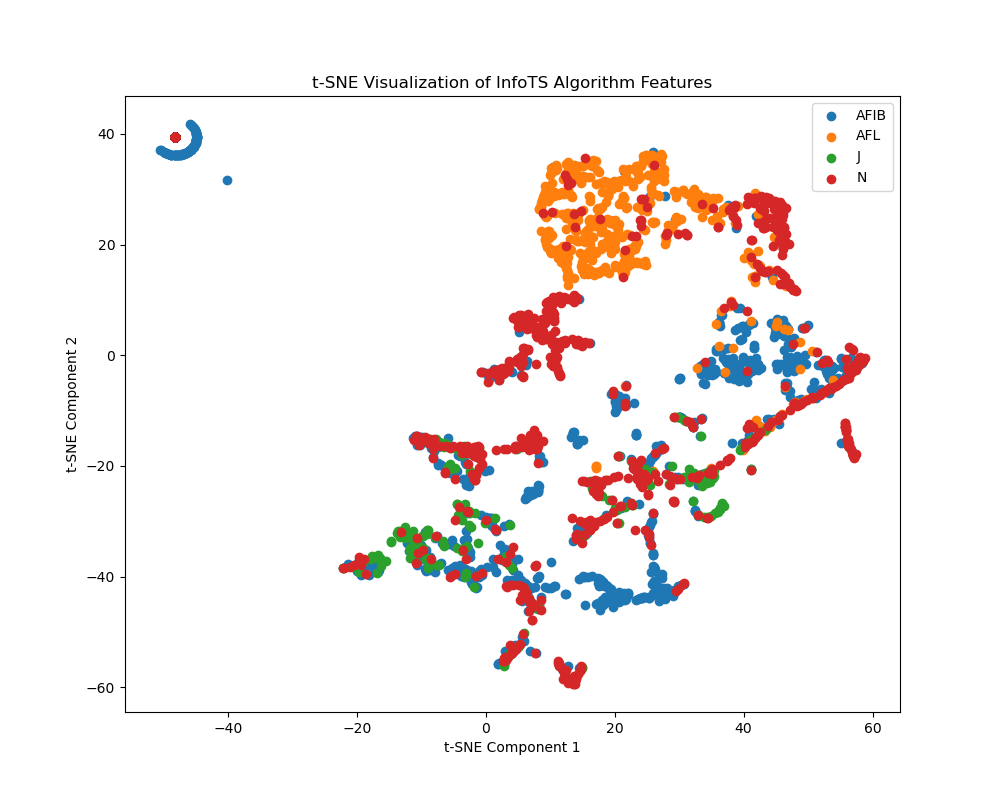 t-SNE Visualization of InfoTS Algorithm Features
AFIB
AFL
J
N
40
20
0
−20
−40
−60
t-SNE Component 2
−40
−20
0
20
40
60
t-SNE Component 1